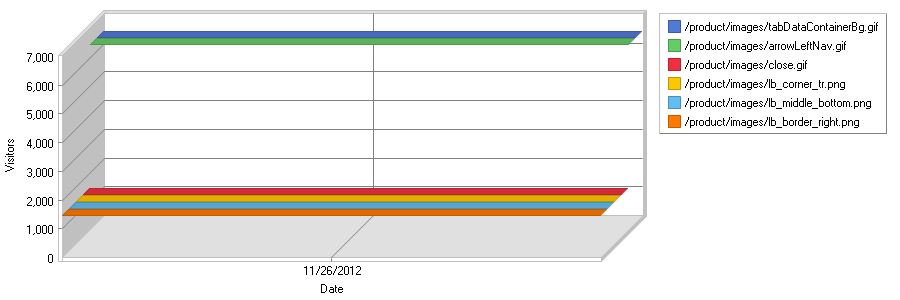 /product/images/tabDataContainerBg.gif
/product/images/arrowLeftNav.gif
/product/images/close.gif
/product/images/lb_corner_tr.png
/product/images/lb_middle_bottom.png
/product/images/lb_border_right.png
7,000
6,000
5,000
4,000
3,000
2,000
1,000
0
Visitors
11/26/2012
Date